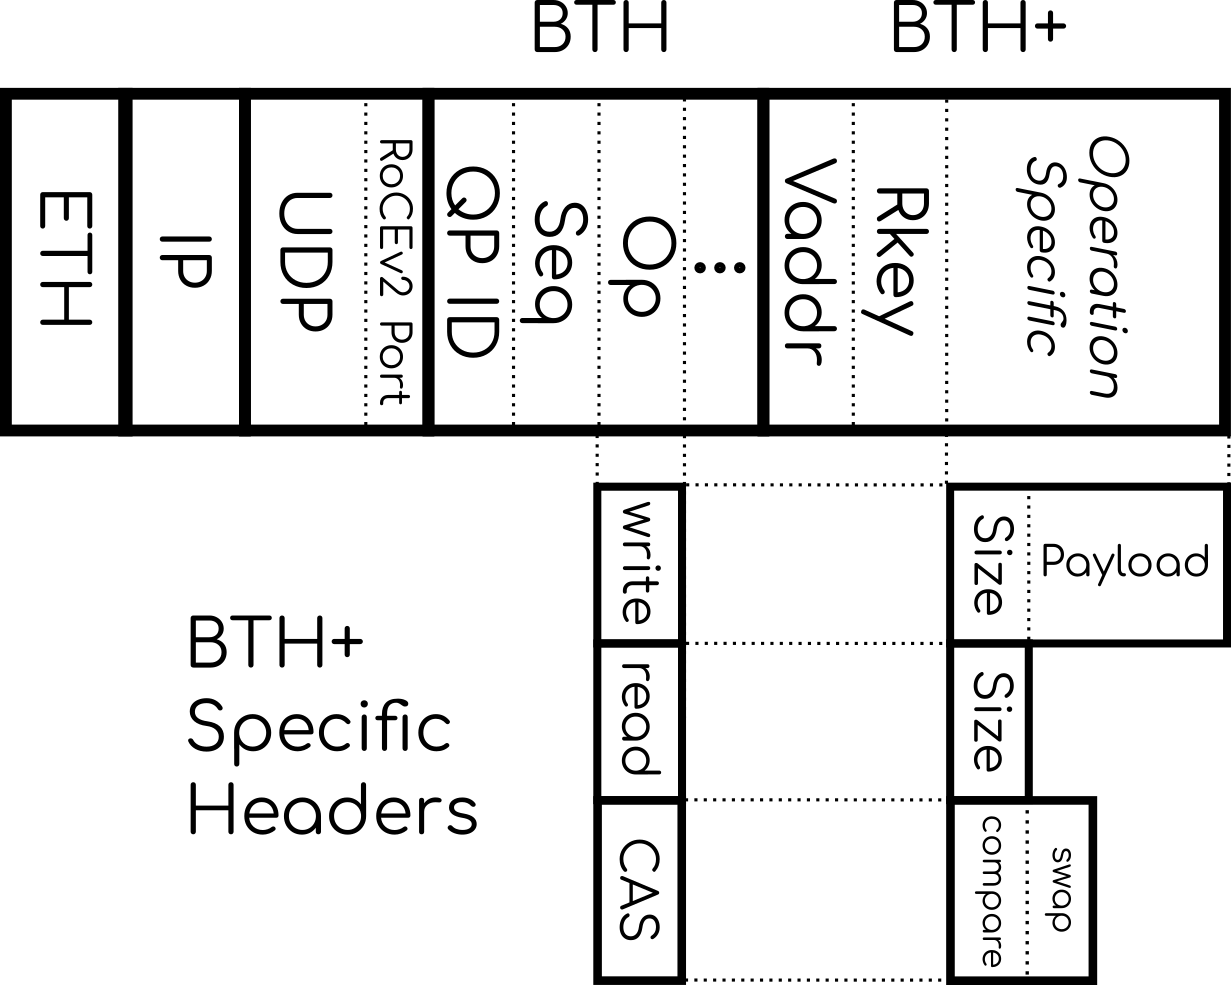 BTH
BTH+
ETH
IP
UDP
RoCEv2 Port
QP ID
Seq
Op
...
Vaddr
Rkey
Operation
Specific
write
Size
Payload
BTH+
Specific
Headers
read
Size
CAS
compare
swap